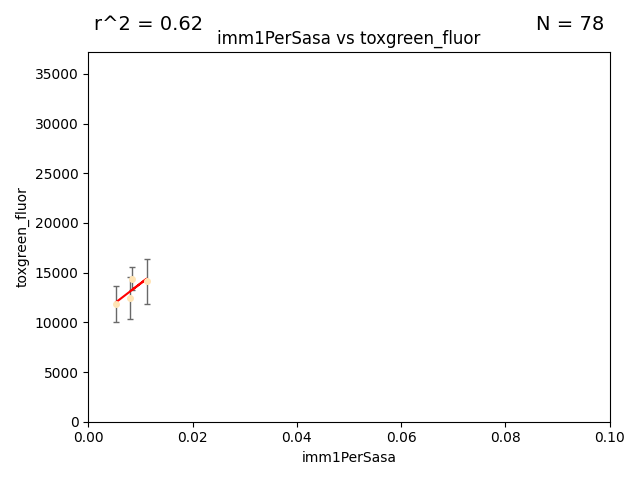 r^2 = 0.62
N = 78
imm1PerSasa vs toxgreen_fluor
35000
30000
25000
20000
15000
10000
5000
0
toxgreen_fluor
0.00 0.02 0.04 0.06 0.08 0.10
imm1PerSasa